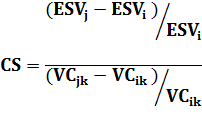 (ESVj − ESVi)/ESVi
CS =
(VCjk − VCik)/VCik